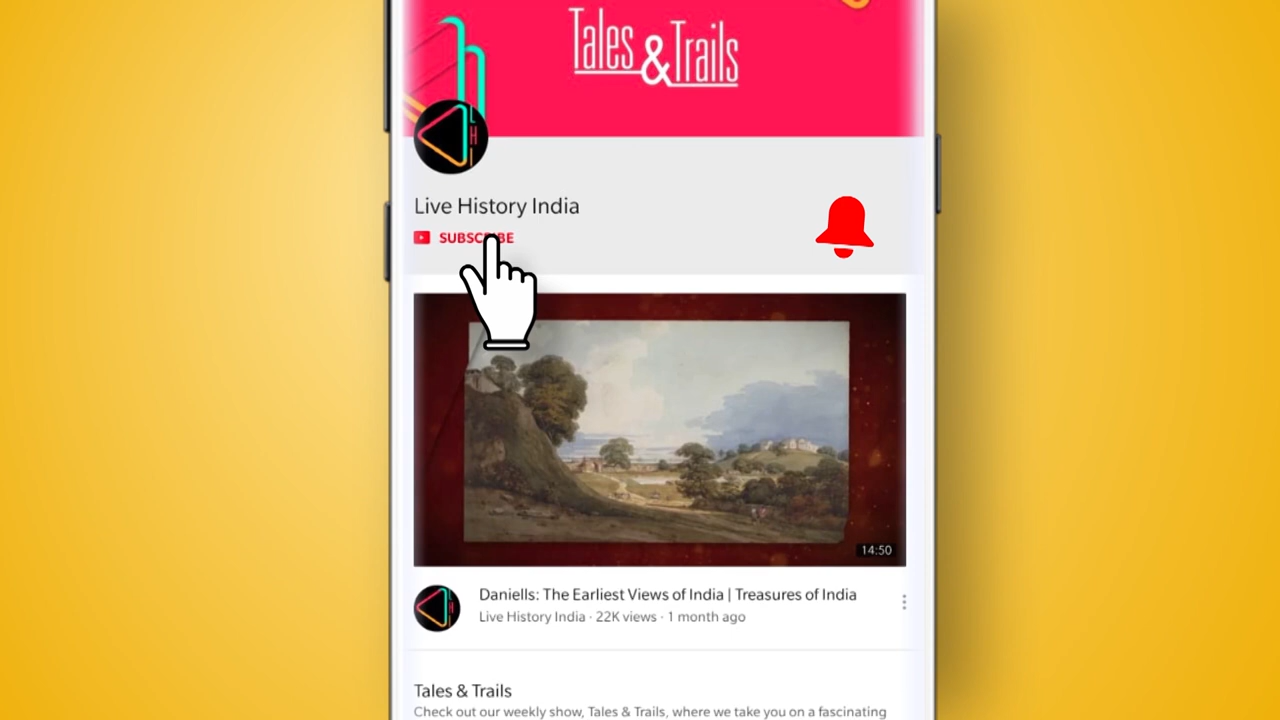 Tales & Trails
LHI
Live History India
SUBSCRIBE
14:50
Daniells: The Earliest Views of India | Treasures of India
LHI
Live History India · 22K views · 1 month ago
Tales & Trails
Check out our weekly show, Tales & Trails, where we take you on a fascinating